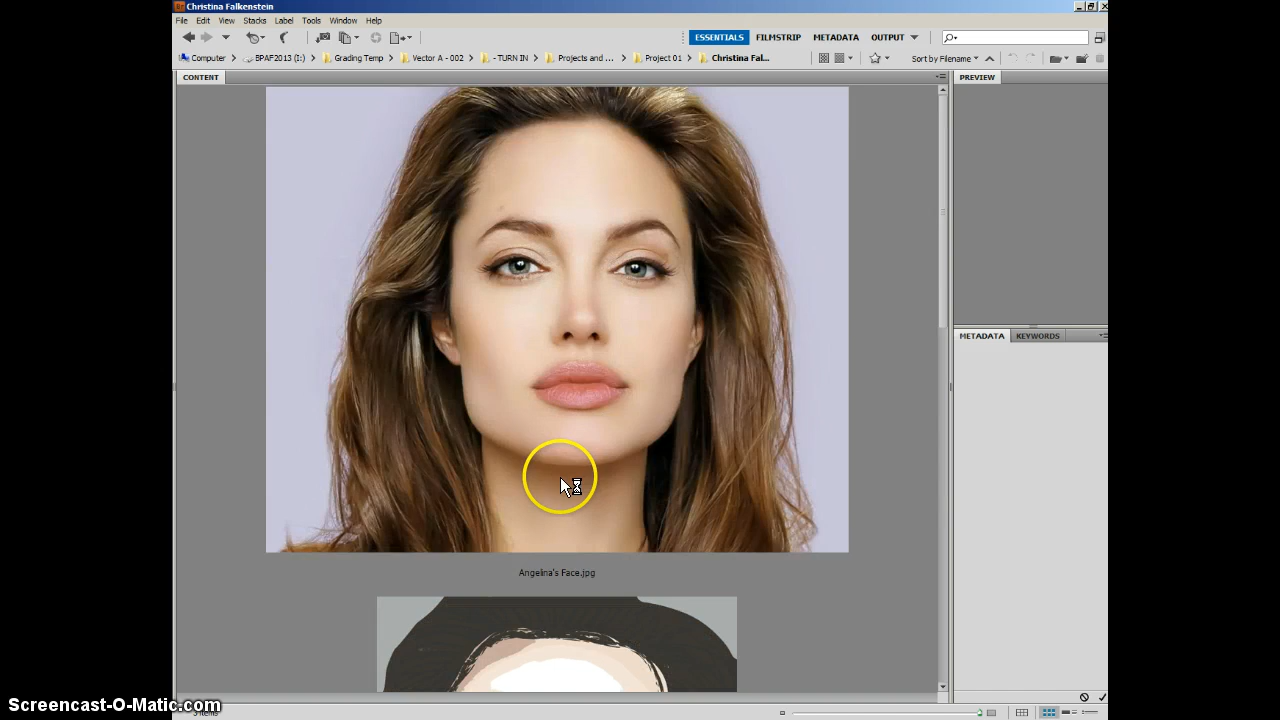 Christina Falkenstein
File Edit View Stacks Label Tools Window Help
ESSENTIALS FILMSTRIP METADATA OUTPUT
Computer BPAF2013 (I:) Grading Temp Vector A - 002 - TURN IN Projects and ... Project 01 Christina Fal... Sort by Filename
CONTENT PREVIEW
METADATA KEYWORDS
Angelina's Face.jpg
Screencast-O-Matic.com